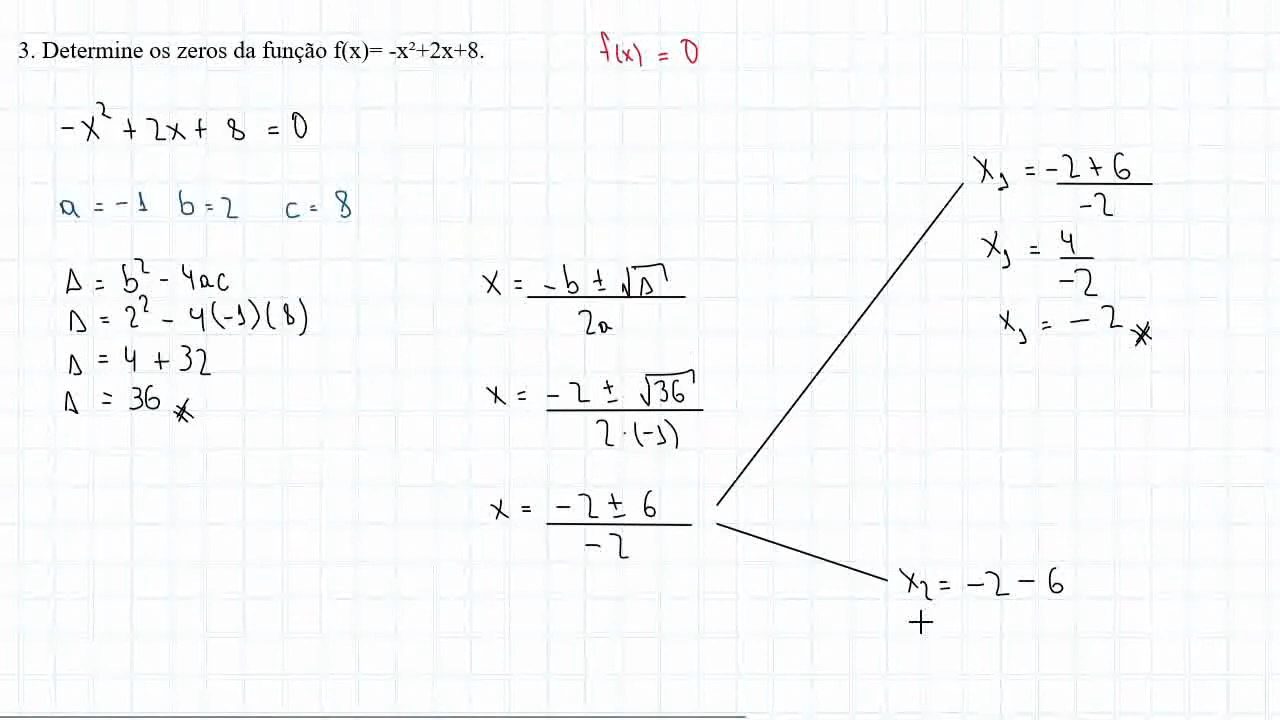 3. Determine os zeros da função f(x)= -x²+2x+8.
f(x) = 0
-x² + 2x + 8 = 0
a = -1 b = 2 c = 8
Δ = b² - 4ac
Δ = 2² - 4(-1)(8)
Δ = 4 + 32
Δ = 36 *
x = -b ± √Δ
2a
x = -2 ± √36
2·(-1)
x = -2 ± 6
-2
x₁ = -2 + 6
-2
x₁ = 4
-2
x₁ = -2 *
x₂ = -2 - 6